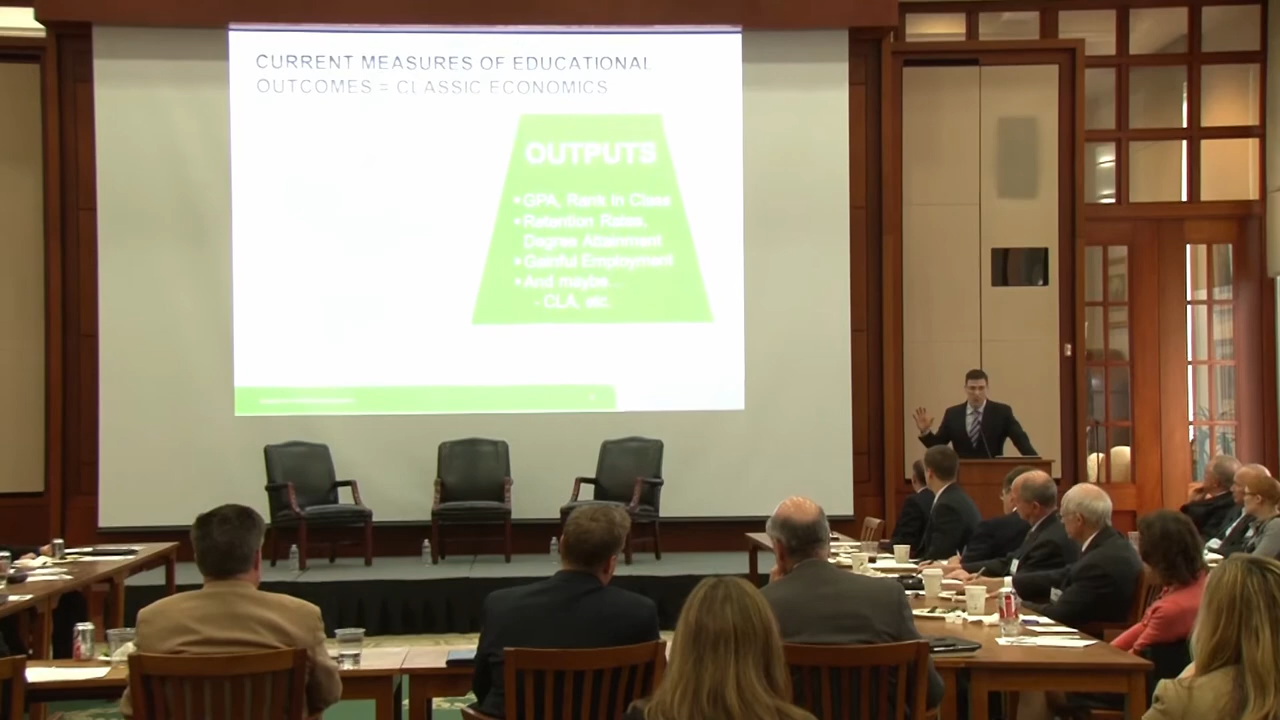 CURRENT MEASURES OF EDUCATIONAL
OUTCOMES = CLASSIC ECONOMICS
OUTPUTS
• GPA, Rank in Class
• Retention Rates,
Degree Attainment
• Gainful Employment
• And maybe…
- CLA, etc.